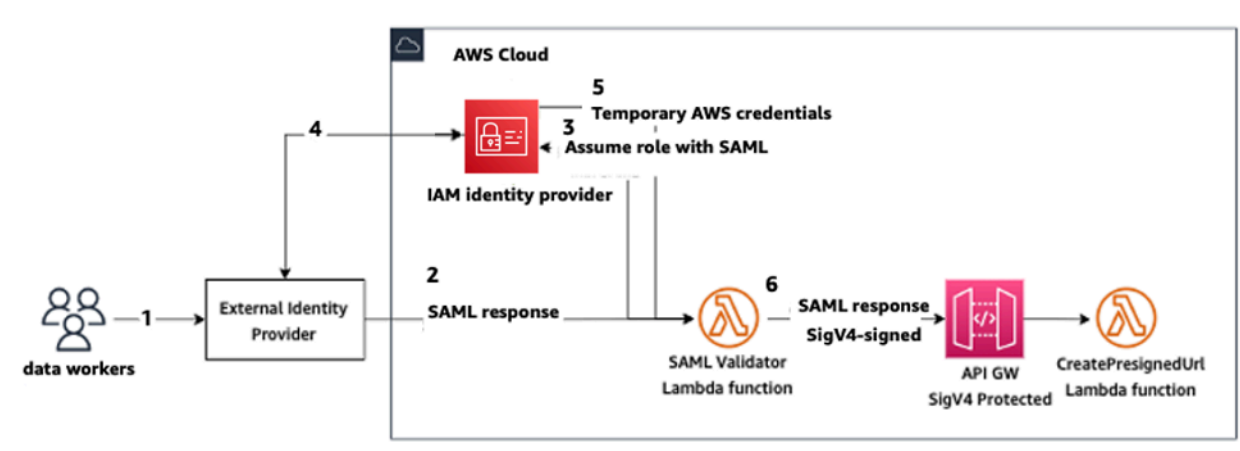 AWS Cloud
5
Temporary AWS credentials
3
Assume role with SAML
4
IAM identity provider
2
SAML response
1
External Identity
Provider
data workers
6
SAML response
SigV4-signed
SAML Validator
Lambda function
API GW
SigV4 Protected
CreatePresignedUrl
Lambda function